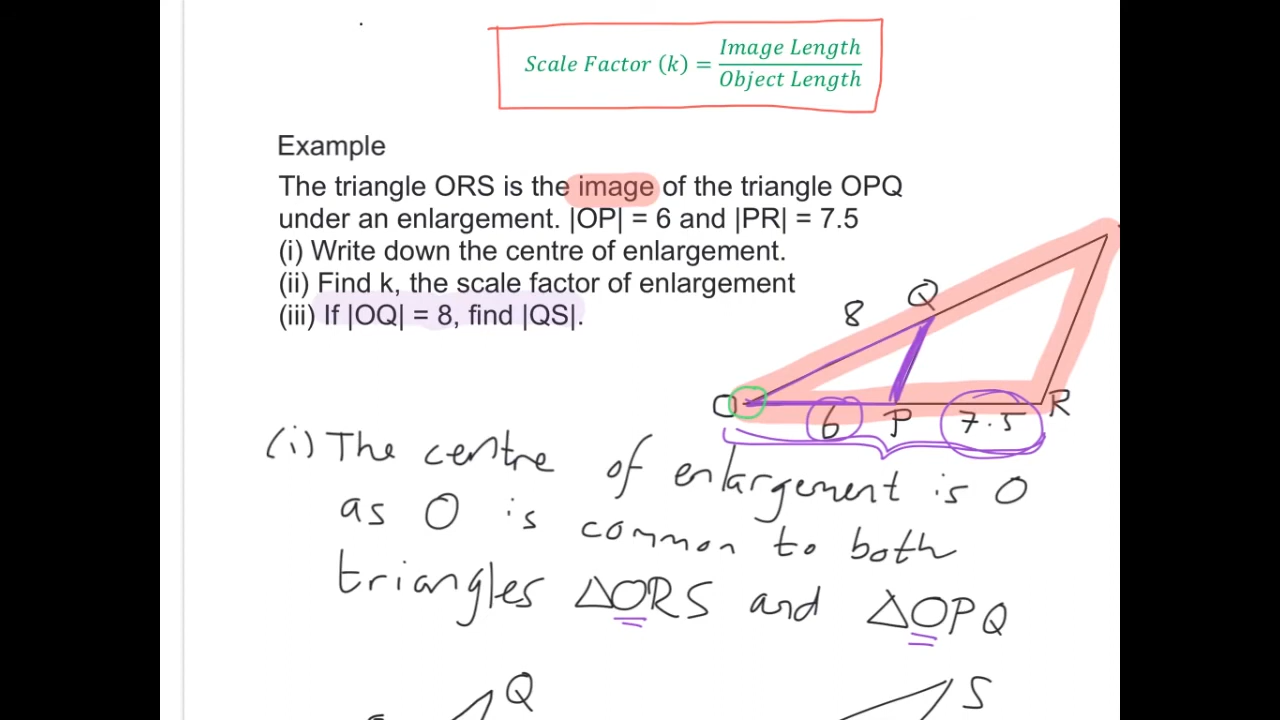 Scale Factor (k) = Image Length / Object Length
Example
The triangle ORS is the image of the triangle OPQ
under an enlargement. |OP| = 6 and |PR| = 7.5
(i) Write down the centre of enlargement.
(ii) Find k, the scale factor of enlargement
(iii) If |OQ| = 8, find |QS|.
8
Q
O
6
P
7.5
R
(i) The centre of enlargement is O
as O is common to both
triangles △ORS and △OPQ
Q
S